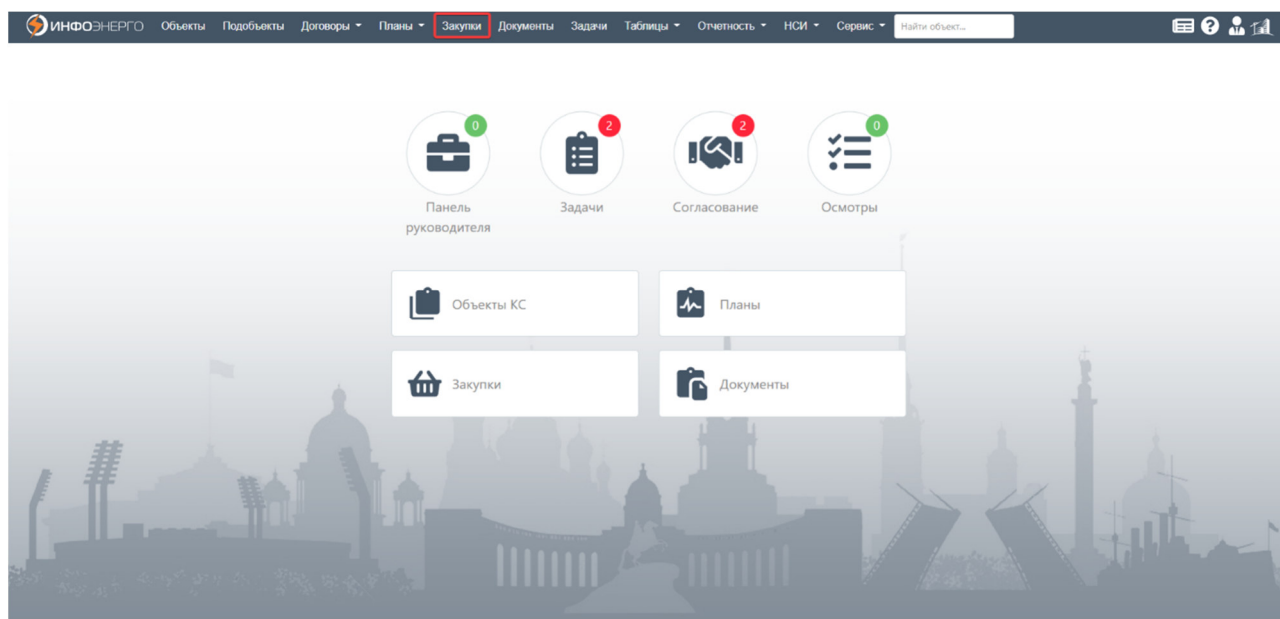 ИНФОЭНЕРГО Объекты Подобъекты Договоры Планы Закупки Документы Задачи Таблицы Отчетность НСИ Сервис Найти объект...
0 2 2 0
Панель руководителя
Задачи
Согласование
Осмотры
Объекты КС
Планы
Закупки
Документы